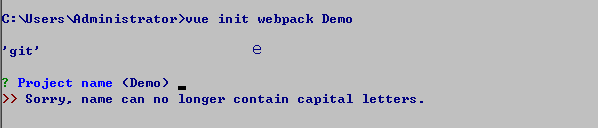 C:\Users\Administrator>vue init webpack Demo
'git' e
? Project name (Demo)
>> Sorry, name can no longer contain capital letters.